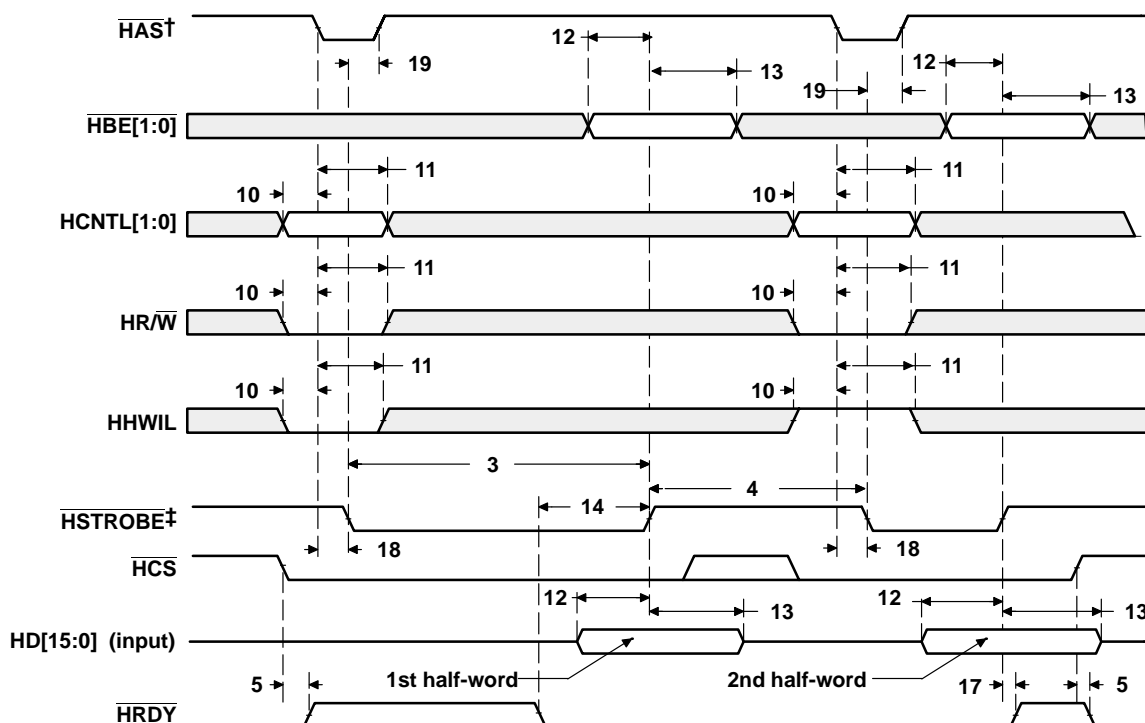 HAS†
12
12
19
13
19
13
HBE[1:0]
11
11
10
10
HCNTL[1:0]
11
11
10
10
HR/W
11
11
10
10
HHWIL
3
4
14
HSTROBE‡
18
18
HCS
12
12
13
13
HD[15:0] (input)
1st half-word
2nd half-word
5
17
5
HRDY